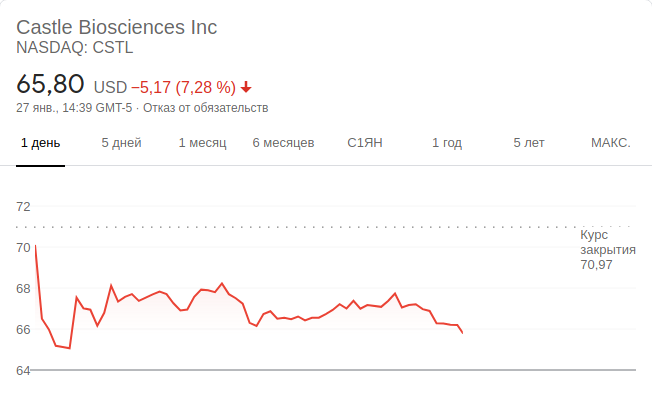 Castle Biosciences Inc
NASDAQ: CSTL
65,80 USD −5,17 (7,28 %)
27 янв., 14:39 GMT-5 · Отказ от обязательств
1 день 5 дней 1 месяц 6 месяцев С1ЯН 1 год 5 лет МАКС.
72
Курс
70 закрытия
70,97
68
66
64